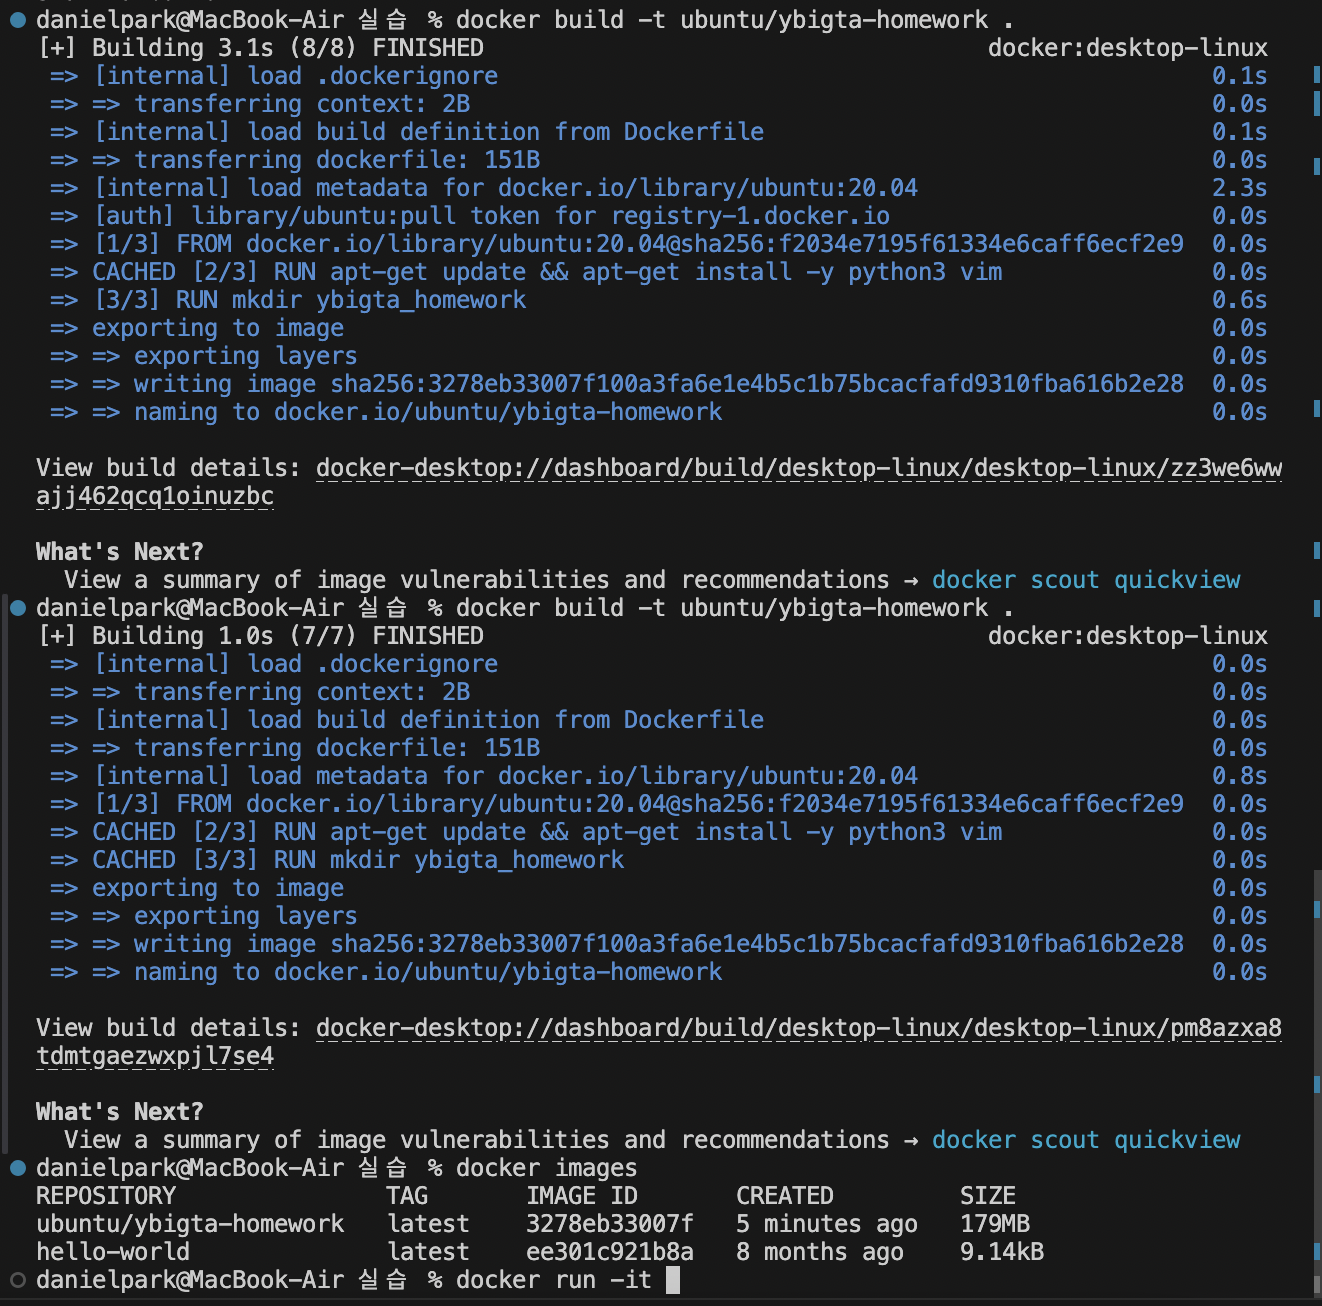 danielpark@MacBook-Air 실습 % docker build -t ubuntu/ybigta-homework .
[+] Building 3.1s (8/8) FINISHED docker:desktop-linux
=> [internal] load .dockerignore 0.1s
=> => transferring context: 2B 0.0s
=> [internal] load build definition from Dockerfile 0.1s
=> => transferring dockerfile: 151B 0.0s
=> [internal] load metadata for docker.io/library/ubuntu:20.04 2.3s
=> [auth] library/ubuntu:pull token for registry-1.docker.io 0.0s
=> [1/3] FROM docker.io/library/ubuntu:20.04@sha256:f2034e7195f61334e6caff6ecf2e9 0.0s
=> CACHED [2/3] RUN apt-get update && apt-get install -y python3 vim 0.0s
=> [3/3] RUN mkdir ybigta_homework 0.6s
=> exporting to image 0.0s
=> => exporting layers 0.0s
=> => writing image sha256:3278eb33007f100a3fa6e1e4b5c1b75bcacfafd9310fba616b2e28 0.0s
=> => naming to docker.io/ubuntu/ybigta-homework 0.0s
View build details: docker-desktop://dashboard/build/desktop-linux/desktop-linux/zz3we6ww
ajj462qcq1oinuzbc
What's Next?
View a summary of image vulnerabilities and recommendations → docker scout quickview
danielpark@MacBook-Air 실습 % docker build -t ubuntu/ybigta-homework .
[+] Building 1.0s (7/7) FINISHED docker:desktop-linux
=> [internal] load .dockerignore 0.0s
=> => transferring context: 2B 0.0s
=> [internal] load build definition from Dockerfile 0.0s
=> => transferring dockerfile: 151B 0.0s
=> [internal] load metadata for docker.io/library/ubuntu:20.04 0.8s
=> [1/3] FROM docker.io/library/ubuntu:20.04@sha256:f2034e7195f61334e6caff6ecf2e9 0.0s
=> CACHED [2/3] RUN apt-get update && apt-get install -y python3 vim 0.0s
=> CACHED [3/3] RUN mkdir ybigta_homework 0.0s
=> exporting to image 0.0s
=> => exporting layers 0.0s
=> => writing image sha256:3278eb33007f100a3fa6e1e4b5c1b75bcacfafd9310fba616b2e28 0.0s
=> => naming to docker.io/ubuntu/ybigta-homework 0.0s
View build details: docker-desktop://dashboard/build/desktop-linux/desktop-linux/pm8azxa8
tdmtgaezwxpjl7se4
What's Next?
View a summary of image vulnerabilities and recommendations → docker scout quickview
danielpark@MacBook-Air 실습 % docker images
REPOSITORY TAG IMAGE ID CREATED SIZE
ubuntu/ybigta-homework latest 3278eb33007f 5 minutes ago 179MB
hello-world latest ee301c921b8a 8 months ago 9.14kB
danielpark@MacBook-Air 실습 % docker run -it